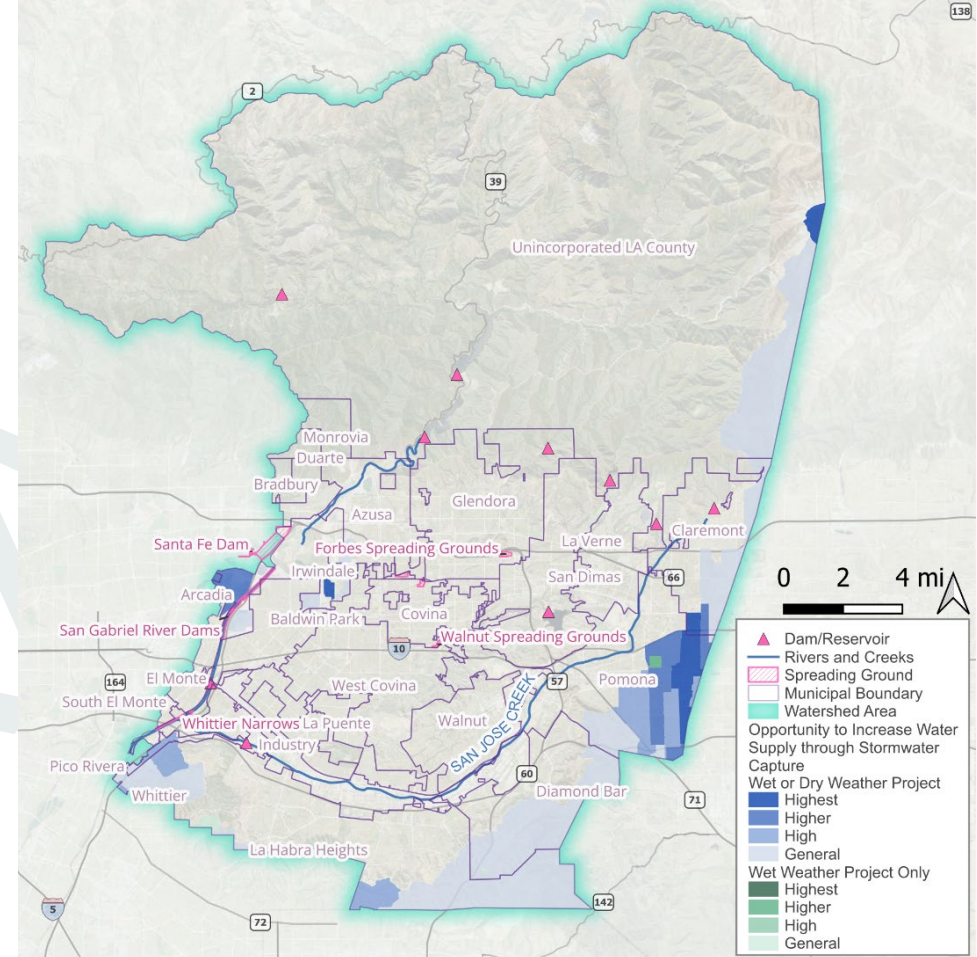 138
2
39
Unincorporated LA County
Monrovia
Duarte
Bradbury
Glendora
Azusa
Claremont
Santa Fe Dam
Forbes Spreading Grounds
La Verne
Irwindale
San Dimas
66
Arcadia
Baldwin Park
Covina
San Gabriel River Dams
Walnut Spreading Grounds
10
164
El Monte
West Covina
57
Pomona
South El Monte
Whittier Narrows
La Puente
Walnut
SAN JOSE CREEK
Industry
Pico Rivera
60
Whittier
Diamond Bar
71
La Habra Heights
142
5
72
0 2 4 mi
Dam/Reservoir
Rivers and Creeks
Spreading Ground
Municipal Boundary
Watershed Area
Opportunity to Increase Water
Supply through Stormwater
Capture
Wet or Dry Weather Project
Highest
Higher
High
General
Wet Weather Project Only
Highest
Higher
High
General